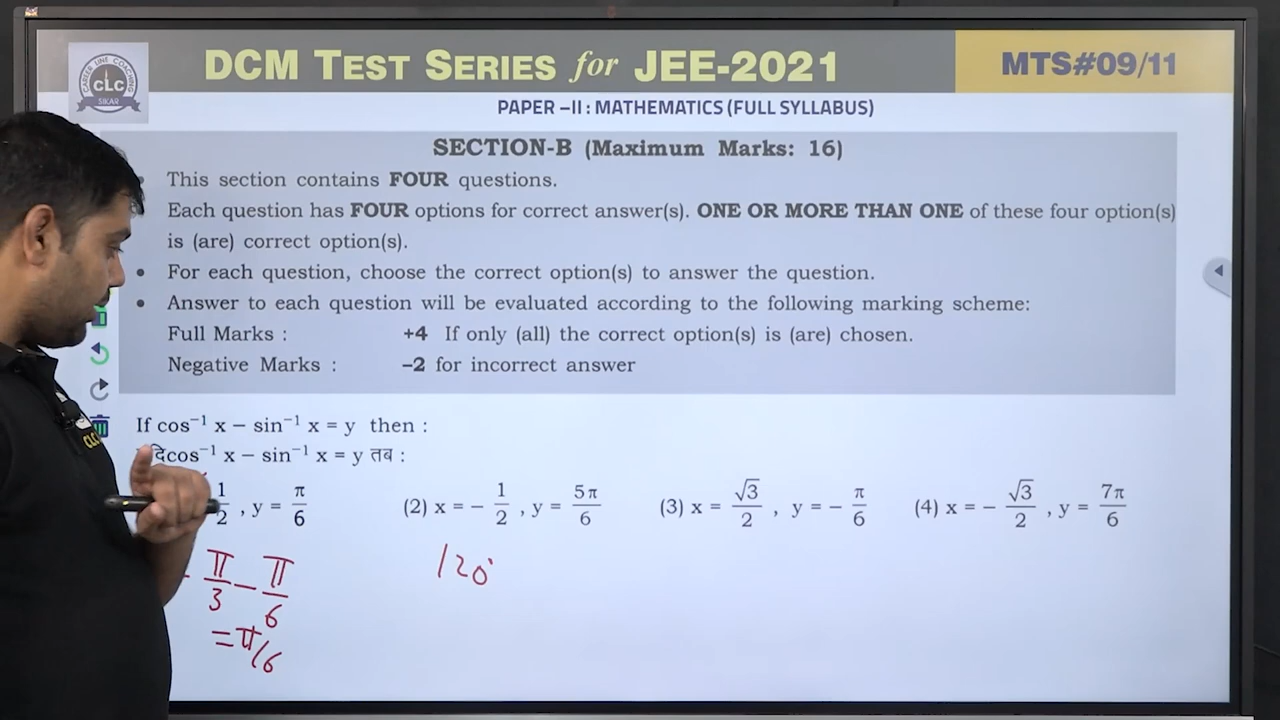 DCM TEST SERIES for JEE-2021
MTS#09/11
CAREER LINE COACHING
CLC
SIKAR
PAPER –II : MATHEMATICS (FULL SYLLABUS)
SECTION-B (Maximum Marks: 16)
• This section contains FOUR questions.
Each question has FOUR options for correct answer(s). ONE OR MORE THAN ONE of these four option(s)
is (are) correct option(s).
• For each question, choose the correct option(s) to answer the question.
• Answer to each question will be evaluated according to the following marking scheme:
Full Marks : +4 If only (all) the correct option(s) is (are) chosen.
Negative Marks : –2 for incorrect answer
If cos⁻¹ x – sin⁻¹ x = y then :
cos⁻¹ x – sin⁻¹ x = y तब :
1/2 , y = π/6 (2) x = – 1/2 , y = 5π/6 (3) x = √3/2 , y = – π/6 (4) x = – √3/2 , y = 7π/6
π/3 – π/6
= π/6
120°